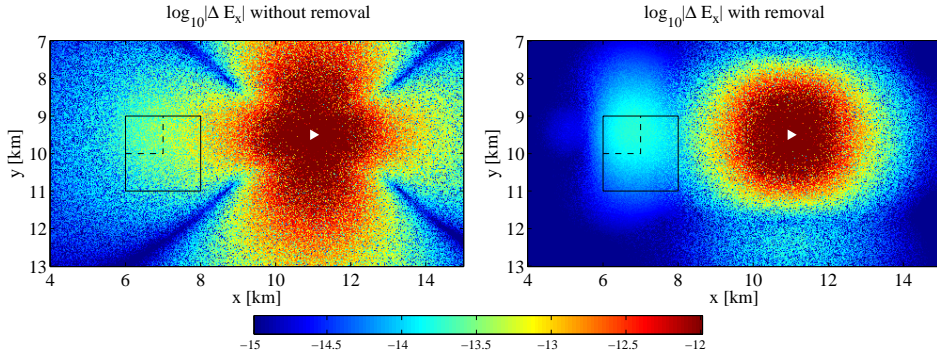 log10|Δ Ex| without removal
log10|Δ Ex| with removal
7
8
9
10
11
12
13
y [km]
4 6 8 10 12 14
x [km]
7
8
9
10
11
12
13
y [km]
4 6 8 10 12 14
x [km]
−15 −14.5 −14 −13.5 −13 −12.5 −12